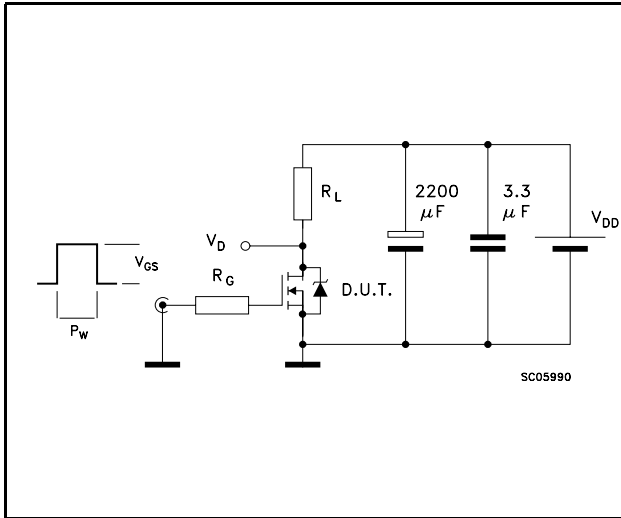 R_L
2200
μF
3.3
μF
V_DD
V_D
V_GS
R_G
D.U.T.
P_W
SC05990